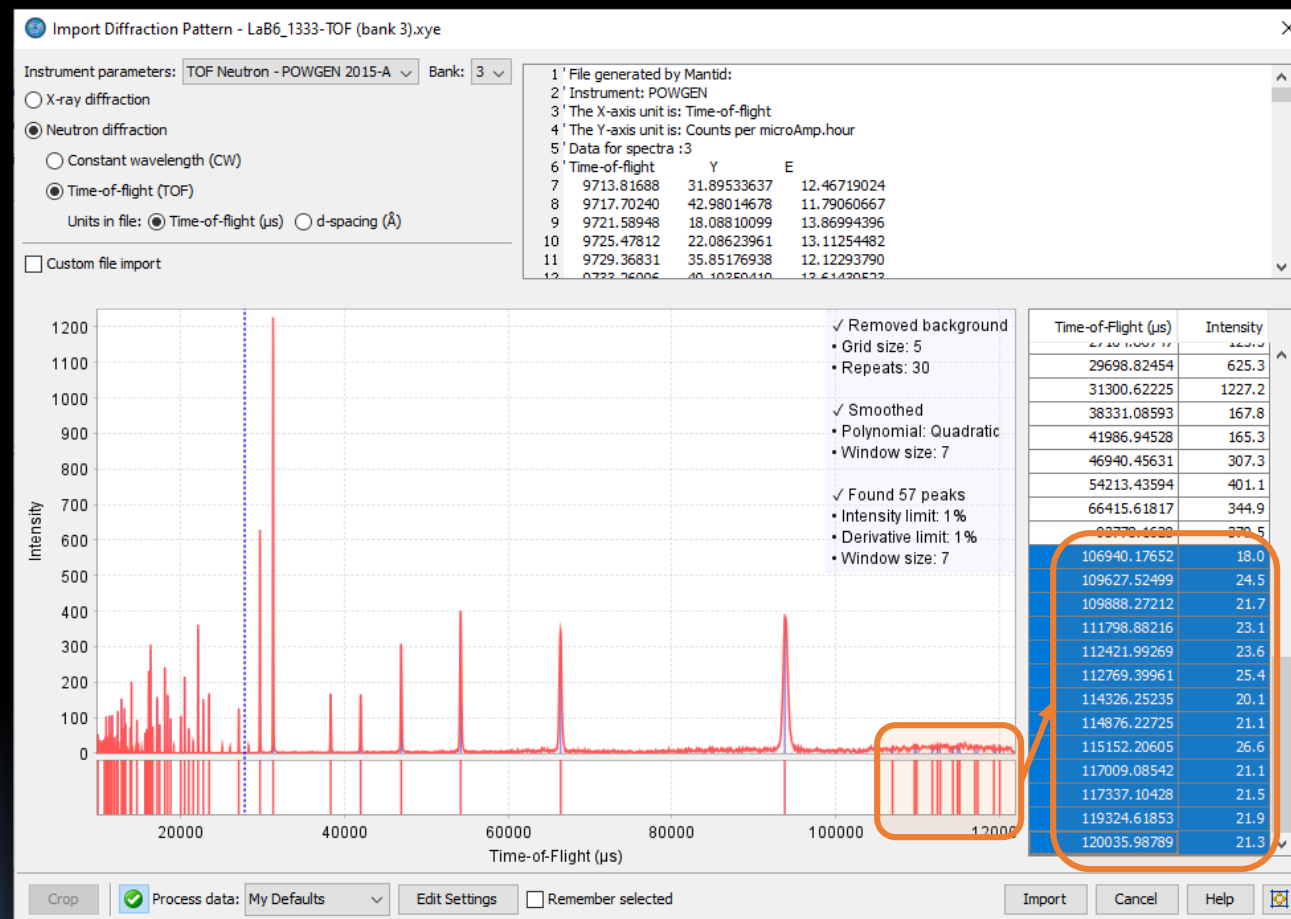 Import Diffraction Pattern - LaB6_1333-TOF (bank 3).xye
Instrument parameters: TOF Neutron - POWGEN 2015-A Bank: 3
X-ray diffraction
Neutron diffraction
Constant wavelength (CW)
Time-of-flight (TOF)
Units in file: Time-of-flight (µs) d-spacing (Å)
Custom file import
1 ' File generated by Mantid:
2 ' Instrument: POWGEN
3 ' The X-axis unit is: Time-of-flight
4 ' The Y-axis unit is: Counts per microAmp.hour
5 ' Data for spectra :3
6 ' Time-of-flight Y E
7 9713.81688 31.89533637 12.46719024
8 9717.70240 42.98014678 11.79060667
9 9721.58948 18.08810099 13.86994396
10 9725.47812 22.08623961 13.11254482
11 9729.36831 35.85176938 12.12293790
12
1200
1100
1000
900
800
700
600
500
400
300
200
100
0
Intensity
20000 40000 60000 80000 100000
Time-of-Flight (µs)
✓ Removed background
• Grid size: 5
• Repeats: 30
✓ Smoothed
• Polynomial: Quadratic
• Window size: 7
✓ Found 57 peaks
• Intensity limit: 1%
• Derivative limit: 1%
• Window size: 7
Time-of-Flight (µs) Intensity
29698.82454 625.3
31300.62225 1227.2
38331.08593 167.8
41986.94528 165.3
46940.45631 307.3
54213.43594 401.1
66415.61817 344.9
106940.17652 18.0
109627.52499 24.5
109888.27212 21.7
111798.88216 23.1
112421.99269 23.6
112769.39961 25.4
114326.25235 20.1
114876.22725 21.1
115152.20605 26.6
117009.08542 21.1
117337.10428 21.5
119324.61853 21.9
120035.98789 21.3
Crop Process data: My Defaults Edit Settings Remember selected Import Cancel Help